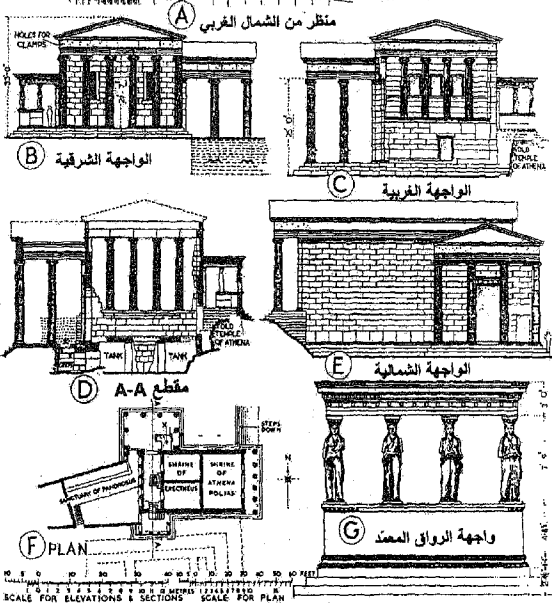 A منظر من الشمال الغربي
HOLES FOR
CLAMPS
B الواجهة الشرقية
C الواجهة الغربية
OLD
TEMPLE
OF ATHENA
TANK
TANK
OLD
TEMPLE
OF ATHENA
D مقطع A-A
E الواجهة الشمالية
STEPS
DOWN
SANCTUARY OF PANDROSUS
SHRINE
OF
ERECTHEUS
SHRINE
OF
ATHENA
POLIAS
N
F PLAN
G واجهة الرواق المعمد
FEET
METRES
SCALE FOR ELEVATIONS & SECTIONS
SCALE FOR PLAN